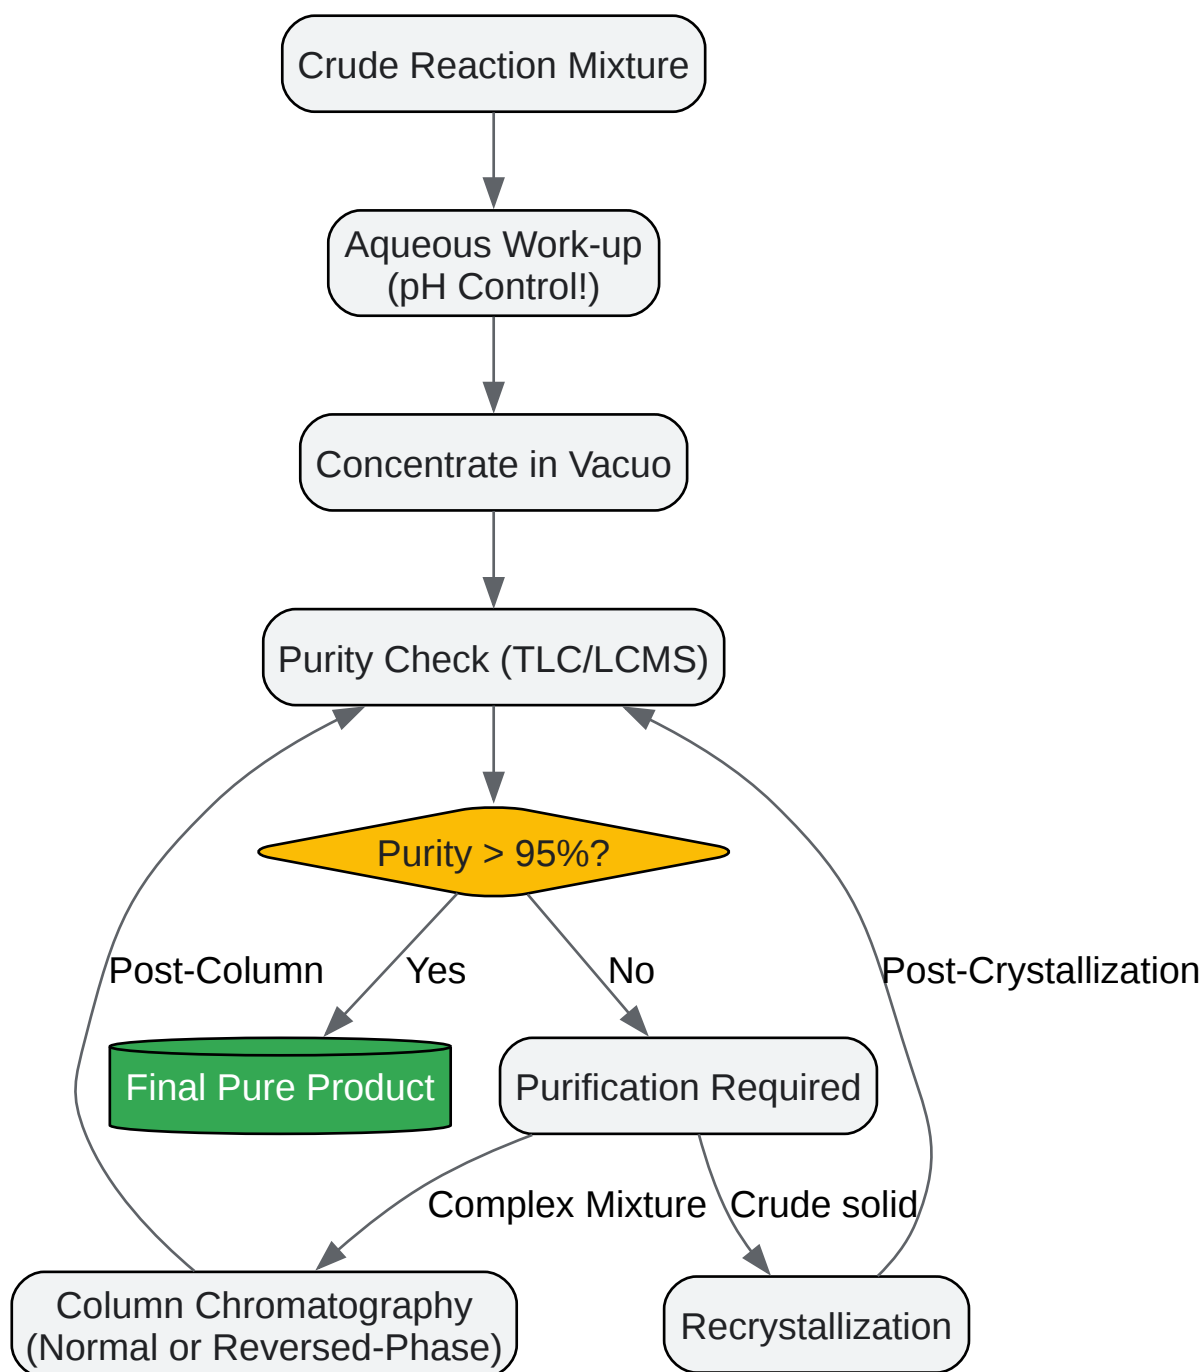 Crude Reaction Mixture
Aqueous Work-up
(pH Control!)
Concentrate in Vacuo
Purity Check (TLC/LCMS)
Purity > 95%?
Post-Column
Yes
No
Post-Crystallization
Final Pure Product
Purification Required
Complex Mixture
Crude solid
Column Chromatography
(Normal or Reversed-Phase)
Recrystallization